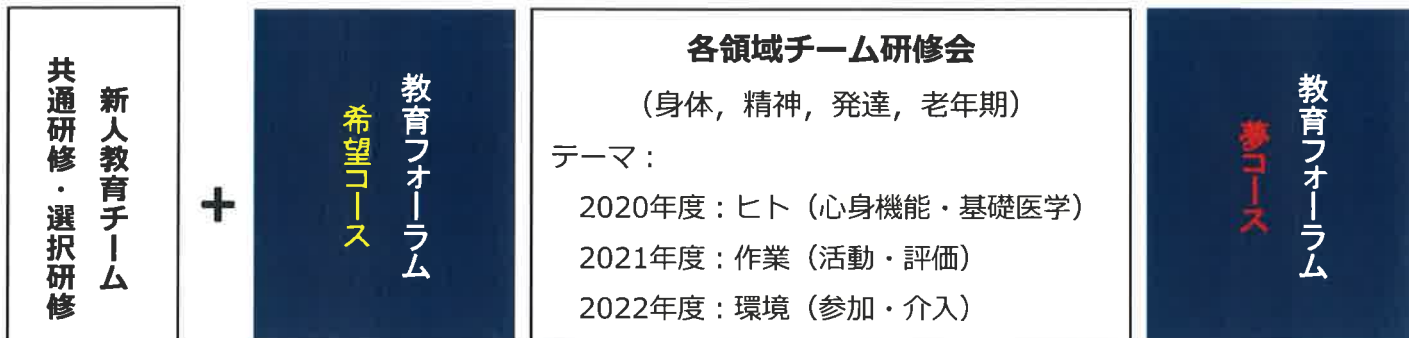 新人教育チーム
共通研修・選択研修
+
教育フォーラム
希望コース
各領域チーム研修会
（身体，精神，発達，老年期）
テーマ：
2020年度：ヒト（心身機能・基礎医学）
2021年度：作業（活動・評価）
2022年度：環境（参加・介入）
教育フォーラム
夢コース